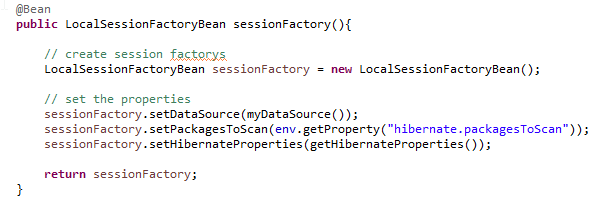 @Bean
public LocalSessionFactoryBean sessionFactory(){
// create session factorys
LocalSessionFactoryBean sessionFactory = new LocalSessionFactoryBean();
// set the properties
sessionFactory.setDataSource(myDataSource());
sessionFactory.setPackagesToScan(env.getProperty("hibernate.packagesToScan"));
sessionFactory.setHibernateProperties(getHibernateProperties());
return sessionFactory;
}